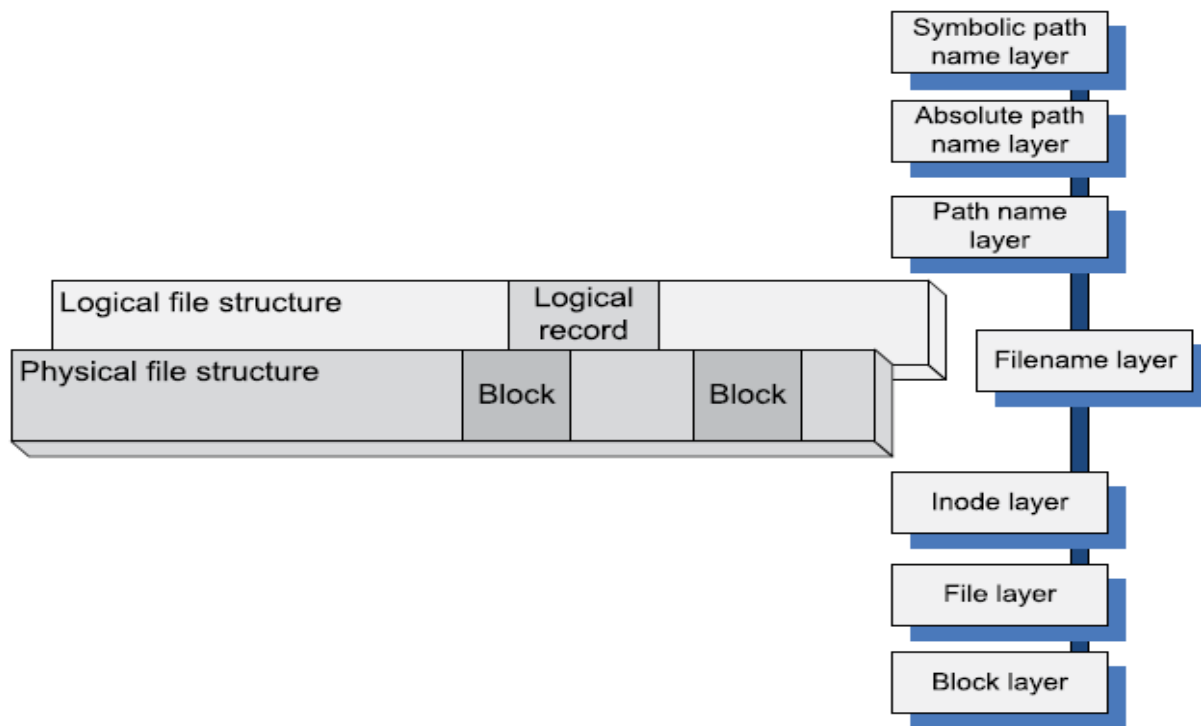 Symbolic path
name layer
Absolute path
name layer
Path name
layer
Logical file structure
Logical
record
Physical file structure
Block
Block
Filename layer
Inode layer
File layer
Block layer